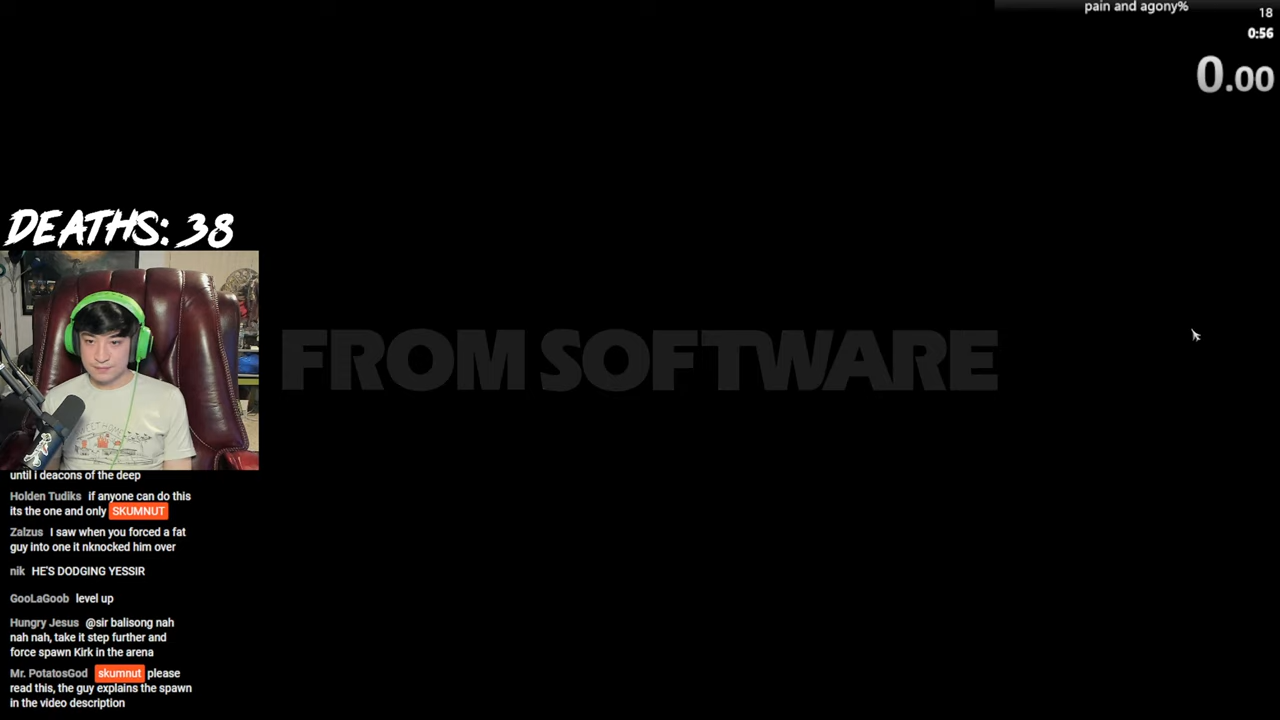 pain and agony%
18
0:56
0.00
DEATHS: 38
FROMSOFTWARE
until i deacons of the deep
Holden Tudiks if anyone can do this
its the one and only SKUMNUT
Zalzus I saw when you forced a fat
guy into one it nknocked him over
nik HE'S DODGING YESSIR
GooLaGoob level up
Hungry Jesus @sir balisong nah
nah nah, take it step further and
force spawn Kirk in the arena
Mr. PotatosGod skumnut please
read this, the guy explains the spawn
in the video description